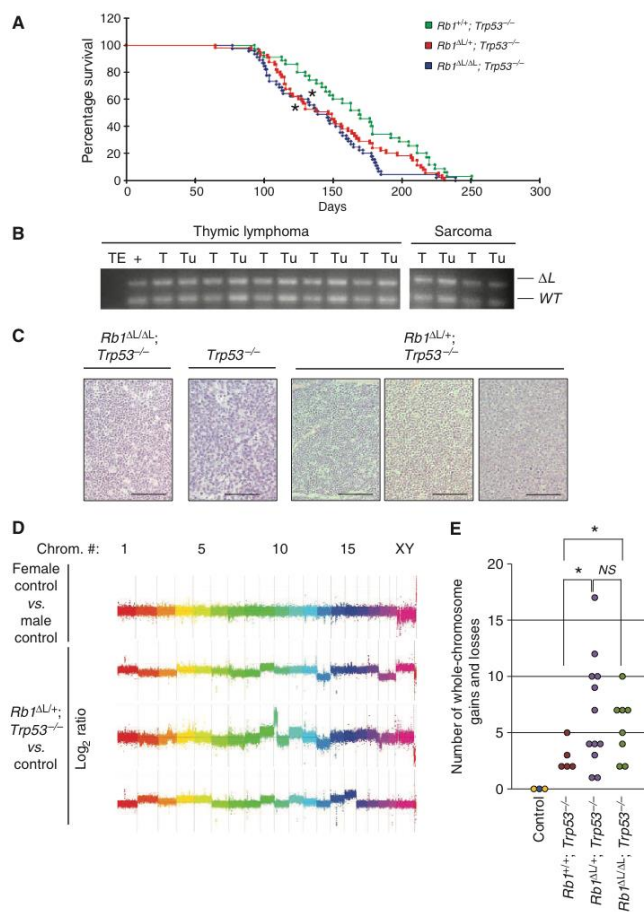 A
120
100
80
60
40
20
0
Percentage survival
0 50 100 150 200 250 300
Days
Rb1+/+; Trp53−/−
Rb1ΔL/+; Trp53−/−
Rb1ΔL/ΔL; Trp53−/−
*
*
B
Thymic lymphoma Sarcoma
TE + T Tu T Tu T Tu T Tu T Tu T Tu T Tu
ΔL
WT
C
Rb1ΔL/ΔL;
Trp53−/−
Trp53−/−
Rb1ΔL/+;
Trp53−/−
D
Chrom. #: 1 5 10 15 XY
Female
control
vs.
male
control
Rb1ΔL/+;
Trp53−/−
vs.
control
Log2 ratio
E
*
* NS
20
15
10
5
0
Number of whole-chromosome
gains and losses
Control
Rb1+/+; Trp53−/−
Rb1ΔL/+; Trp53−/−
Rb1ΔL/ΔL; Trp53−/−